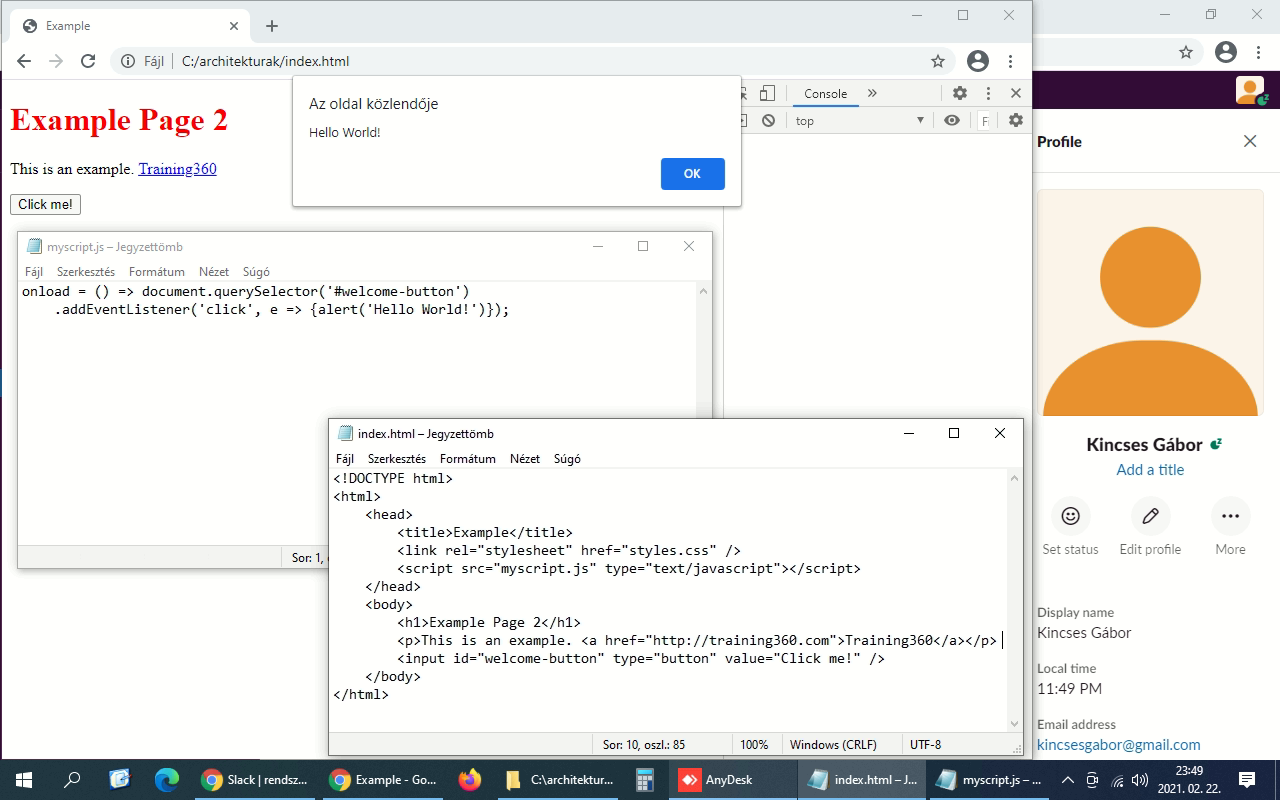 Example
Fájl
C:/architekturak/index.html
Az oldal közlendője
Hello World!
OK
Console
top
F
Example Page 2
This is an example. Training360
Click me!
myscript.js – Jegyzettömb
Fájl Szerkesztés Formátum Nézet Súgó
onload = () => document.querySelector('#welcome-button')
.addEventListener('click', e => {alert('Hello World!')});
Sor: 1,
index.html – Jegyzettömb
Fájl Szerkesztés Formátum Nézet Súgó
<!DOCTYPE html>
<html>
<head>
<title>Example</title>
<link rel="stylesheet" href="styles.css" />
<script src="myscript.js" type="text/javascript"></script>
</head>
<body>
<h1>Example Page 2</h1>
<p>This is an example. <a href="http://training360.com">Training360</a></p>
<input id="welcome-button" type="button" value="Click me!" />
</body>
</html>
Sor: 10, oszl.: 85
100%
Windows (CRLF)
UTF-8
Profile
Kincses Gábor
Add a title
Set status
Edit profile
More
Display name
Kincses Gábor
Local time
11:49 PM
Email address
kincsesgabor@gmail.com
Slack | rendsz...
Example - Go...
C:\architektur...
AnyDesk
index.html – J...
myscript.js – ...
23:49
2021. 02. 22.